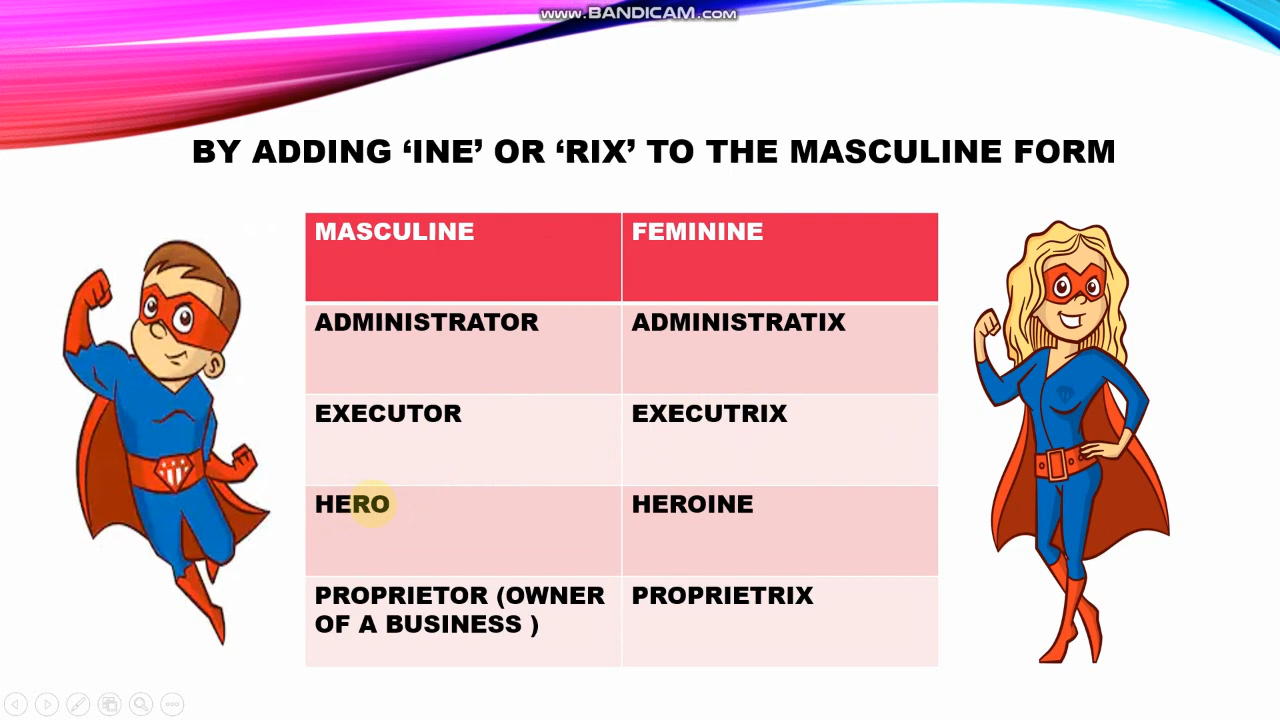 www.BANDICAM.com
BY ADDING ‘INE’ OR ‘RIX’ TO THE MASCULINE FORM
MASCULINE FEMININE
ADMINISTRATOR ADMINISTRATIX
EXECUTOR EXECUTRIX
HERO HEROINE
PROPRIETOR (OWNER PROPRIETRIX
OF A BUSINESS )